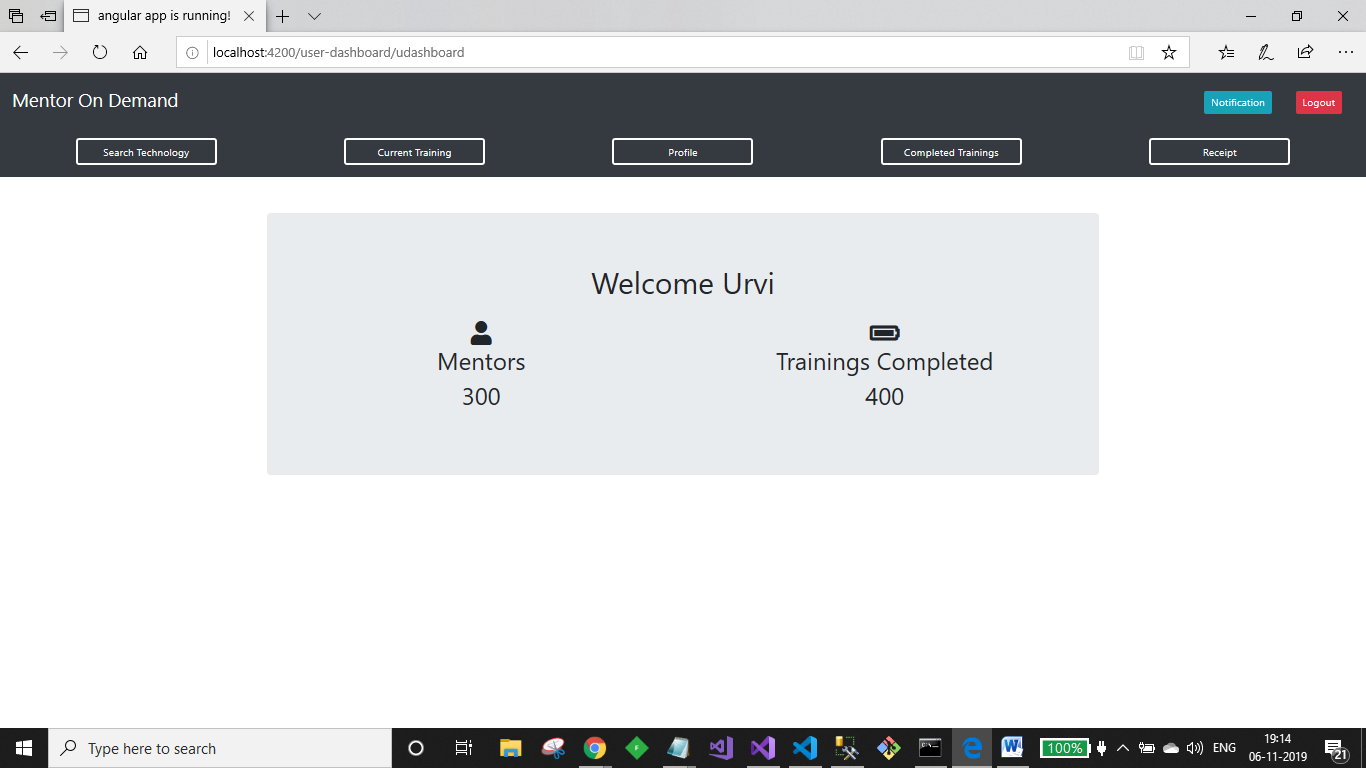 angular app is running!
localhost:4200/user-dashboard/udashboard
Mentor On Demand
Notification
Logout
Search Technology
Current Training
Profile
Completed Trainings
Receipt
Welcome Urvi
Mentors
Trainings Completed
300
400
Type here to search
F
100%
ENG
19:14
06-11-2019
21